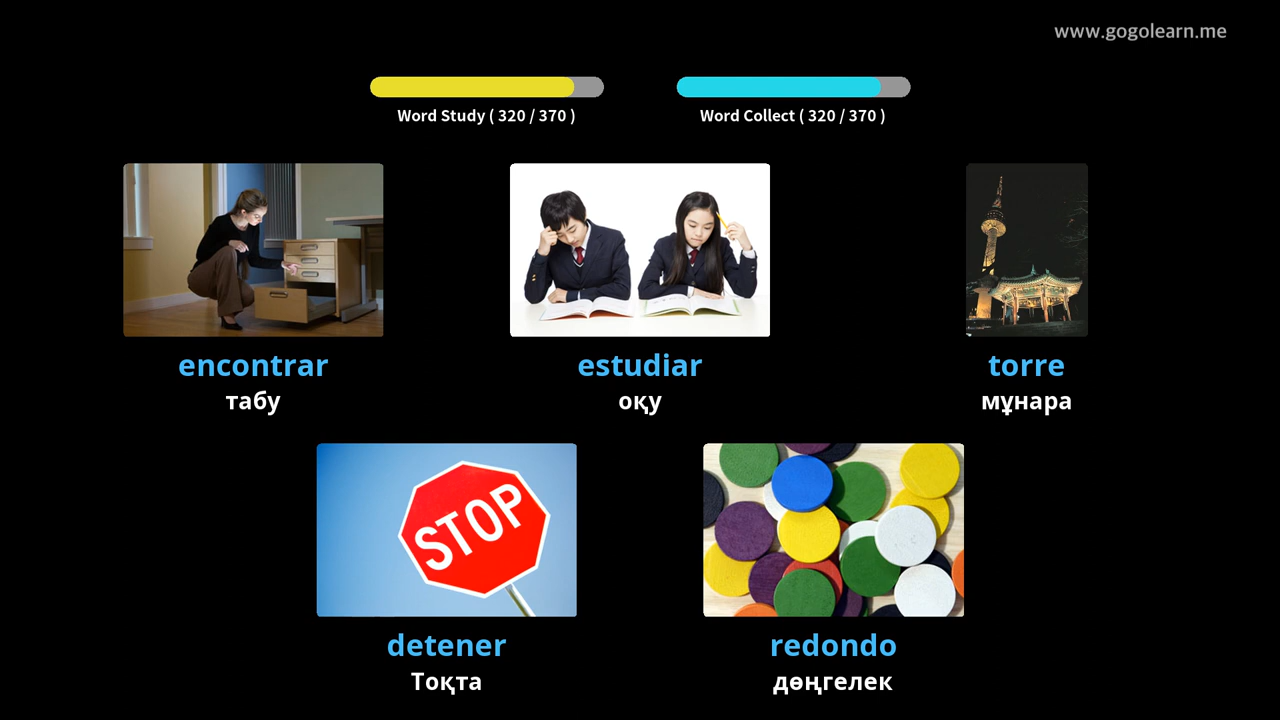 www.gogolearn.me
Word Study ( 320 / 370 )
Word Collect ( 320 / 370 )
encontrar
табу
estudiar
оқу
torre
мұнара
STOP
detener
Тоқта
redondo
дөңгелек